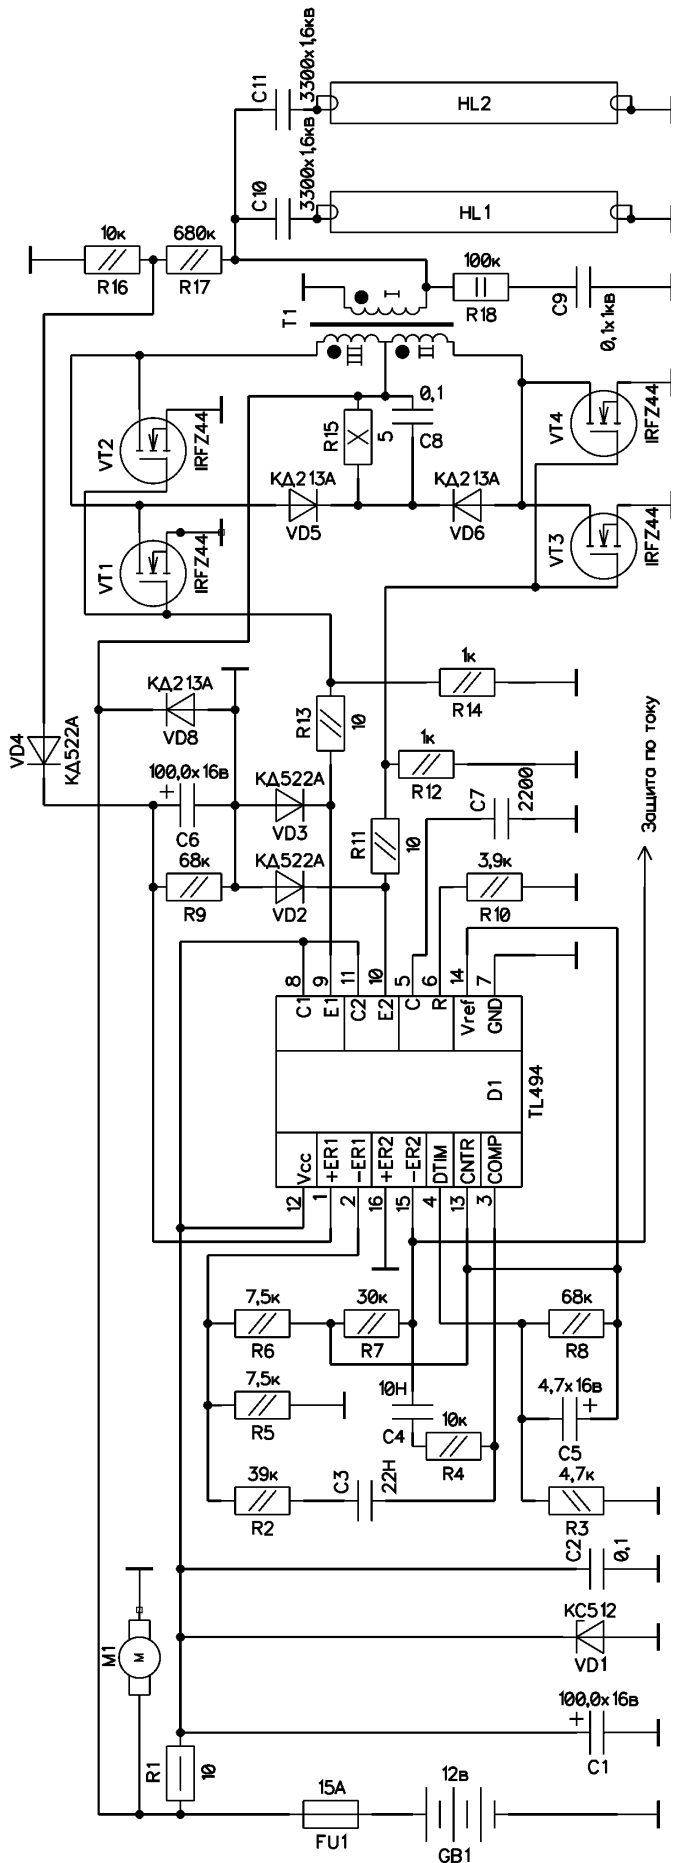 C11
3300x1,6кв
HL2
C10
3300x1,6кв
HL1
10к
R16
680к
R17
100к
R18
C9
0,1x1кв
T1
I
III
II
VT2
IRFZ44
R15
5
0,1
C8
VT4
IRFZ44
КД213А
VD5
КД213А
VD6
VT1
IRFZ44
VT3
IRFZ44
VD4
КД522А
КД213А
VD8
R13
10
1к
R14
1к
R12
100,0x16в
+
C6
КД522А
VD3
C7
2200
68к
R9
КД522А
VD2
R11
10
3,9к
R10
Защита по току
8
9
11
10
5
6
14
7
C1
E1
C2
E2
C
R
Vref
GND
D1
TL494
Vcc
+ER1
-ER1
+ER2
-ER2
DTIM
CNTR
COMP
12
1
2
16
15
4
13
3
7,5к
R6
30к
R7
68к
R8
7,5к
R5
10Н
C4
10к
R4
4,7x16в
+
C5
39к
R2
C3
22Н
4,7к
R3
C2
0,1
M1
M
КС512
VD1
100,0x16в
+
C1
R1
10
15А
FU1
12в
GB1